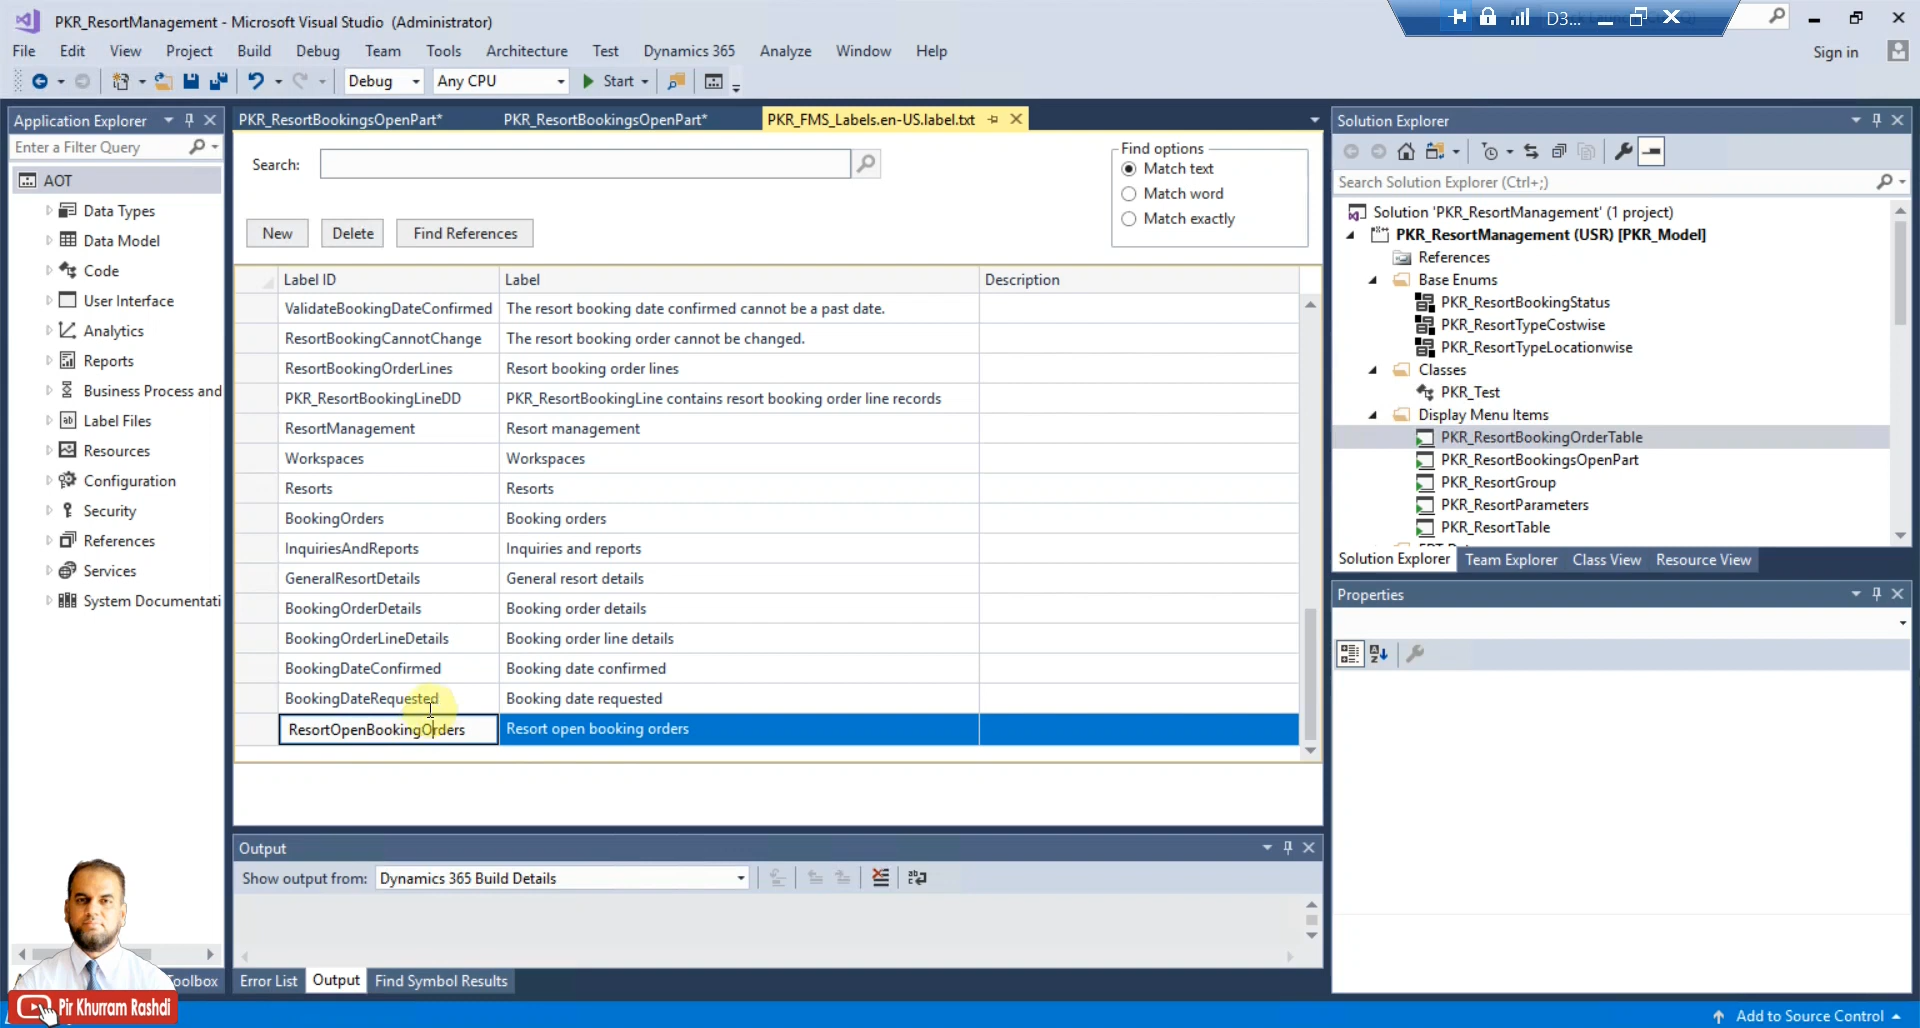 PKR_ResortManagement - Microsoft Visual Studio (Administrator)
D3...
File Edit View Project Build Debug Team Tools Architecture Test Dynamics 365 Analyze Window Help
Sign in
Debug Any CPU Start
Application Explorer
Enter a Filter Query
AOT
Data Types
Data Model
Code
User Interface
Analytics
Reports
Business Process and
Label Files
Resources
Configuration
Security
References
Services
System Documentati
Toolbox
PKR_ResortBookingsOpenPart* PKR_ResortBookingsOpenPart* PKR_FMS_Labels.en-US.label.txt
Search:
Find options
Match text
Match word
Match exactly
New Delete Find References
Label ID Label Description
ValidateBookingDateConfirmed The resort booking date confirmed cannot be a past date.
ResortBookingCannotChange The resort booking order cannot be changed.
ResortBookingOrderLines Resort booking order lines
PKR_ResortBookingLineDD PKR_ResortBookingLine contains resort booking order line records
ResortManagement Resort management
Workspaces Workspaces
Resorts Resorts
BookingOrders Booking orders
InquiriesAndReports Inquiries and reports
GeneralResortDetails General resort details
BookingOrderDetails Booking order details
BookingOrderLineDetails Booking order line details
BookingDateConfirmed Booking date confirmed
BookingDateRequested Booking date requested
ResortOpenBookingOrders Resort open booking orders
Output
Show output from: Dynamics 365 Build Details
Error List Output Find Symbol Results
Solution Explorer
Search Solution Explorer (Ctrl+;)
Solution 'PKR_ResortManagement' (1 project)
PKR_ResortManagement (USR) [PKR_Model]
References
Base Enums
PKR_ResortBookingStatus
PKR_ResortTypeCostwise
PKR_ResortTypeLocationwise
Classes
PKR_Test
Display Menu Items
PKR_ResortBookingOrderTable
PKR_ResortBookingsOpenPart
PKR_ResortGroup
PKR_ResortParameters
PKR_ResortTable
Solution Explorer Team Explorer Class View Resource View
Properties
Pir Khurram Rashdi
Add to Source Control